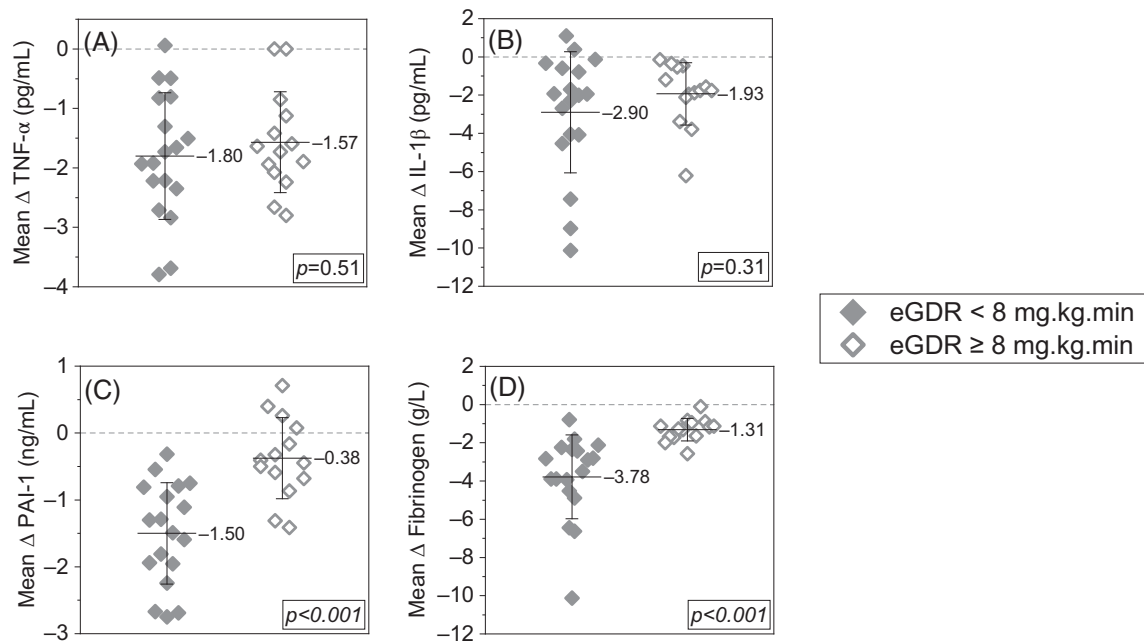 (A)
Mean Δ TNF-α (pg/mL)
0
–1
–2
–3
–4
–1.80
–1.57
p=0.51
(B)
Mean Δ IL-1β (pg/mL)
2
0
–2
–4
–6
–8
–10
–12
–2.90
–1.93
p=0.31
eGDR < 8 mg.kg.min
eGDR ≥ 8 mg.kg.min
(C)
Mean Δ PAI-1 (ng/mL)
1
0
–1
–2
–3
–1.50
–0.38
p<0.001
(D)
Mean Δ Fibrinogen (g/L)
2
0
–2
–4
–6
–8
–10
–12
–3.78
–1.31
p<0.001